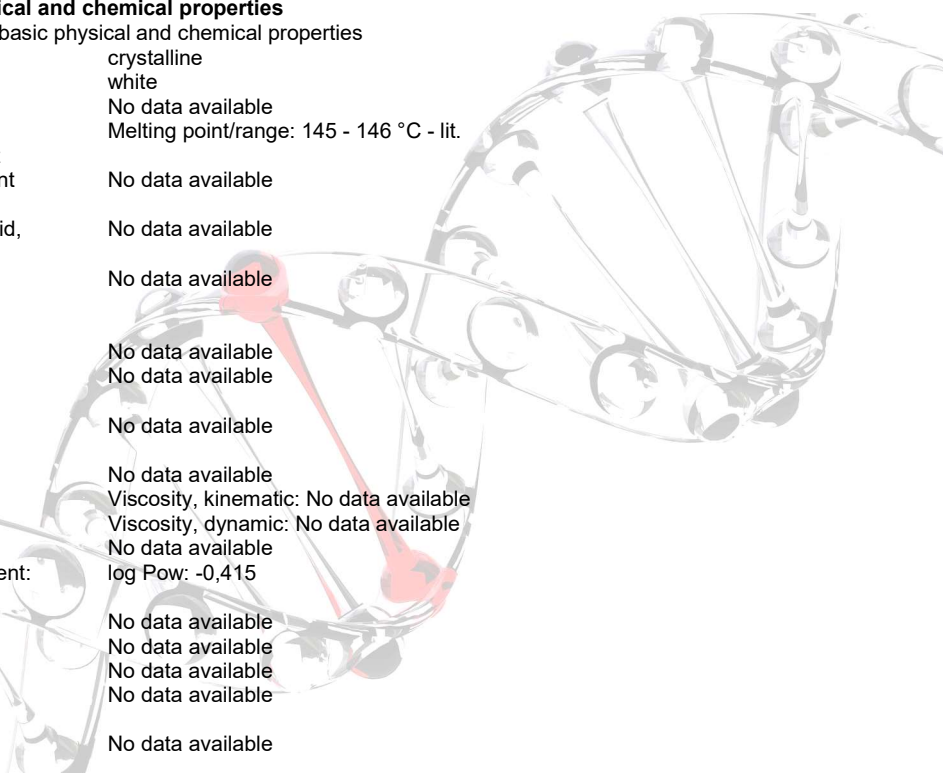 ical and chemical properties
basic physical and chemical properties
crystalline
white
No data available
Melting point/range: 145 - 146 °C - lit.
nt No data available
id, No data available
No data available
No data available
No data available
No data available
No data available
Viscosity, kinematic: No data available
Viscosity, dynamic: No data available
No data available
ent: log Pow: -0,415
No data available
No data available
No data available
No data available
No data available